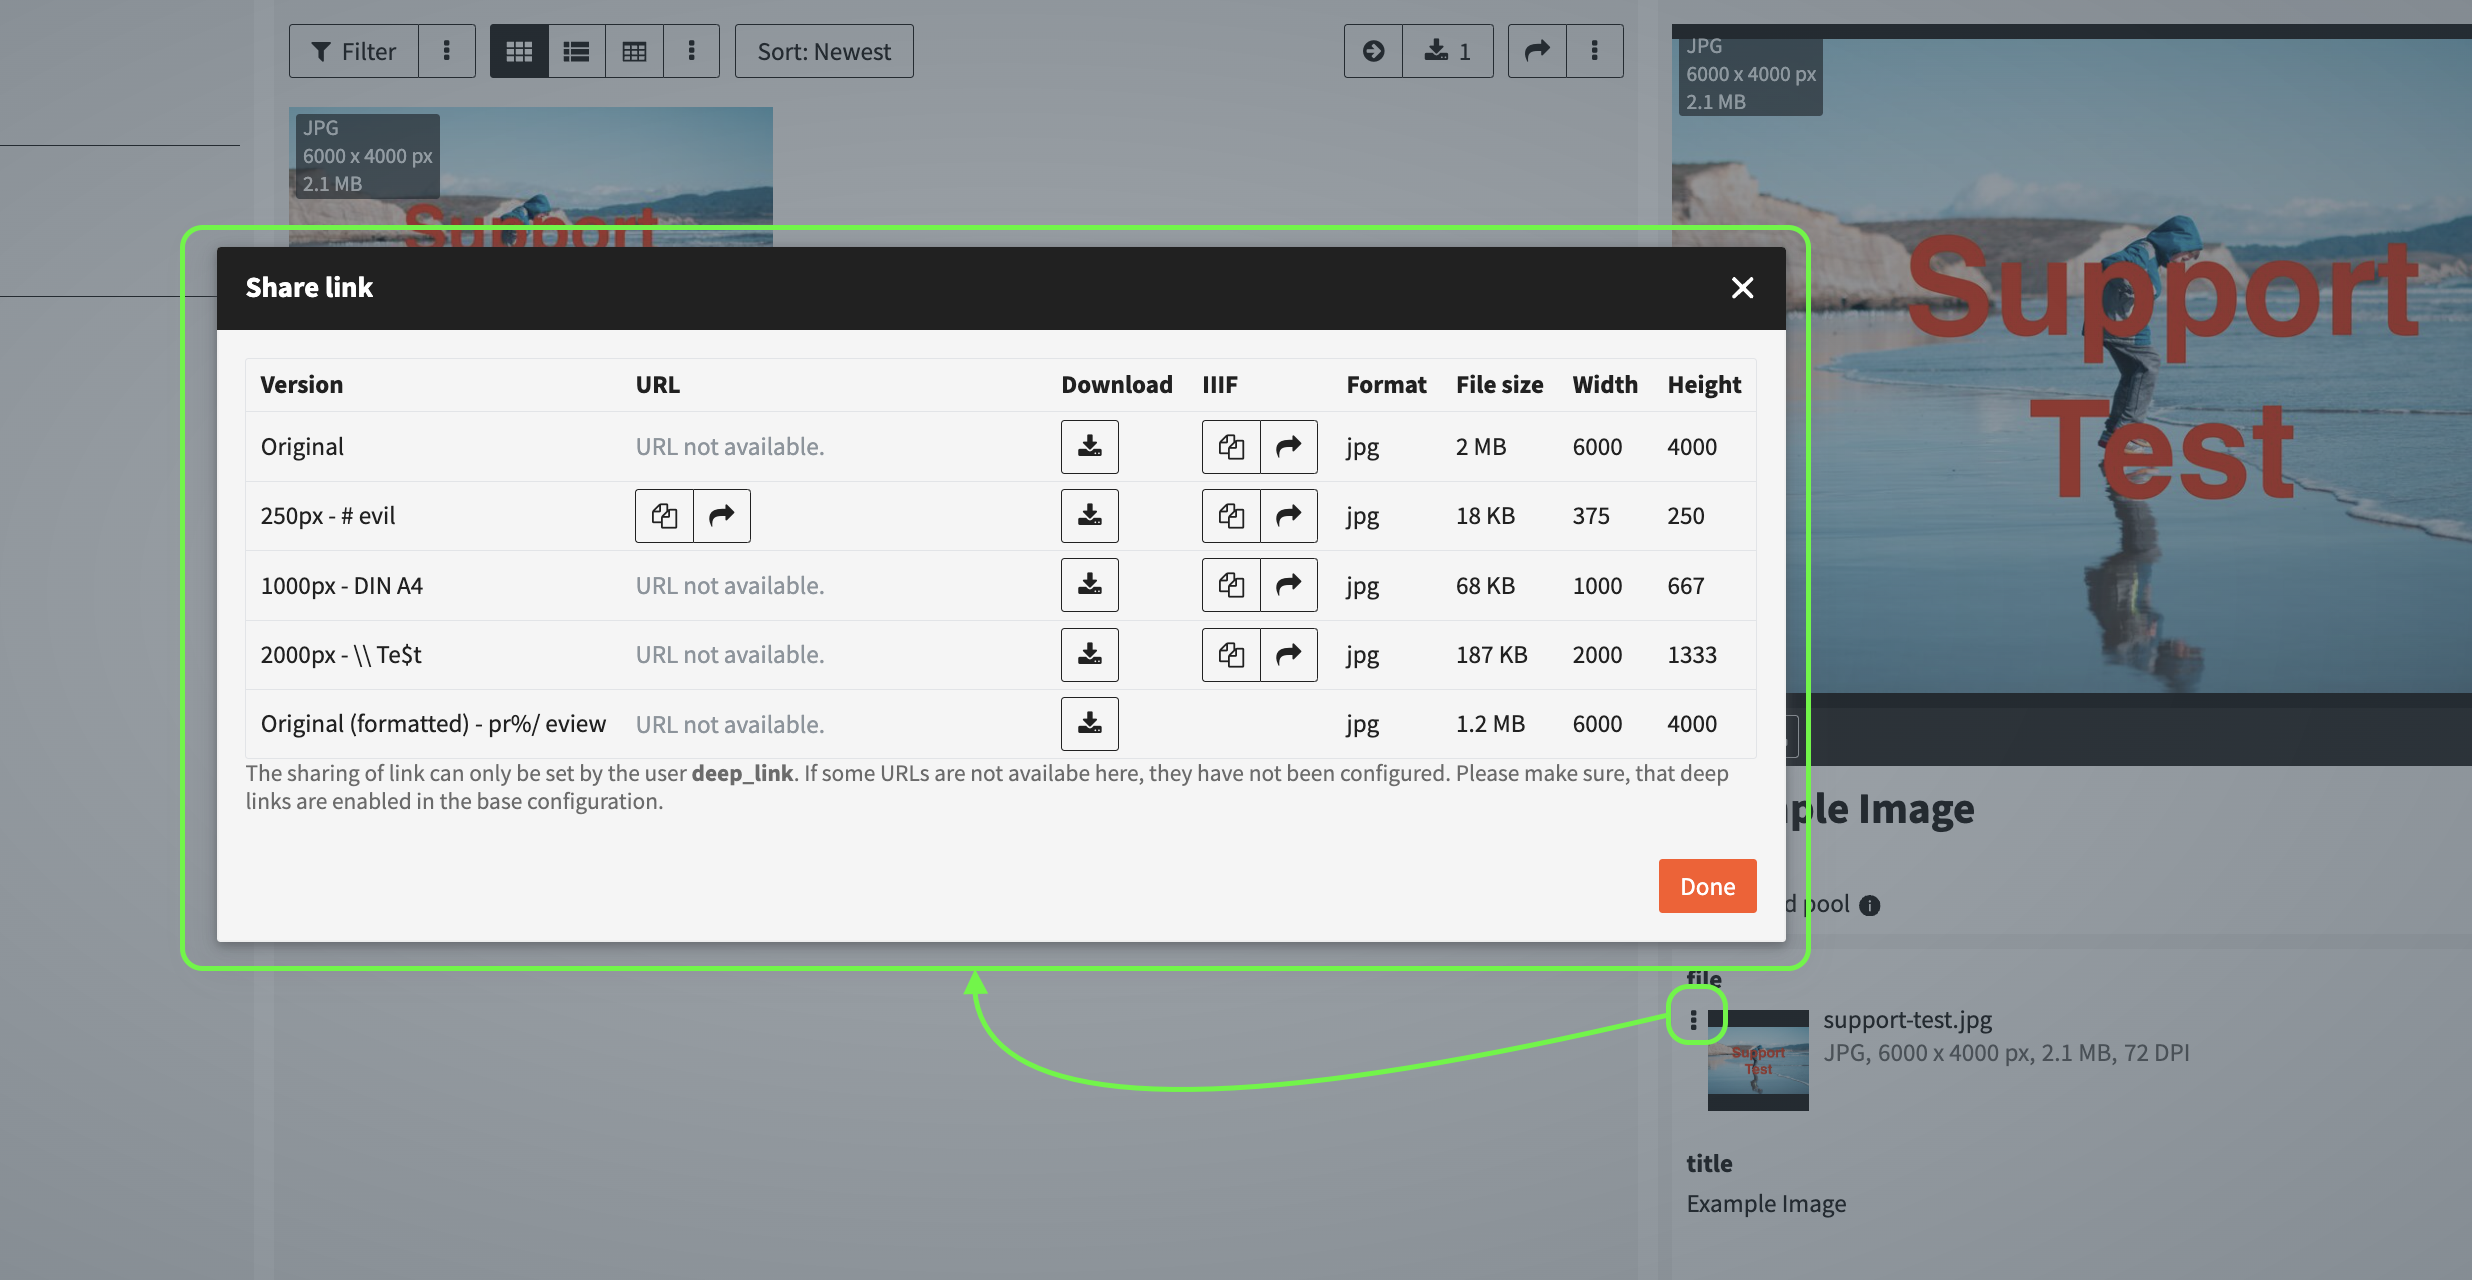 Filter
Sort: Newest
1
JPG
6000 x 4000 px
2.1 MB
Support
JPG
6000 x 4000 px
2.1 MB
Support
Test
Share link
Version URL Download IIIF Format File size Width Height
Original URL not available. jpg 2 MB 6000 4000
250px - # evil jpg 18 KB 375 250
1000px - DIN A4 URL not available. jpg 68 KB 1000 667
2000px - \\ Te$t URL not available. jpg 187 KB 2000 1333
Original (formatted) - pr%/ eview URL not available. jpg 1.2 MB 6000 4000
The sharing of link can only be set by the user deep_link. If some URLs are not availabe here, they have not been configured. Please make sure, that deep
links are enabled in the base configuration.
Done
ple Image
d pool
file
support-test.jpg
JPG, 6000 x 4000 px, 2.1 MB, 72 DPI
Support
Test
title
Example Image